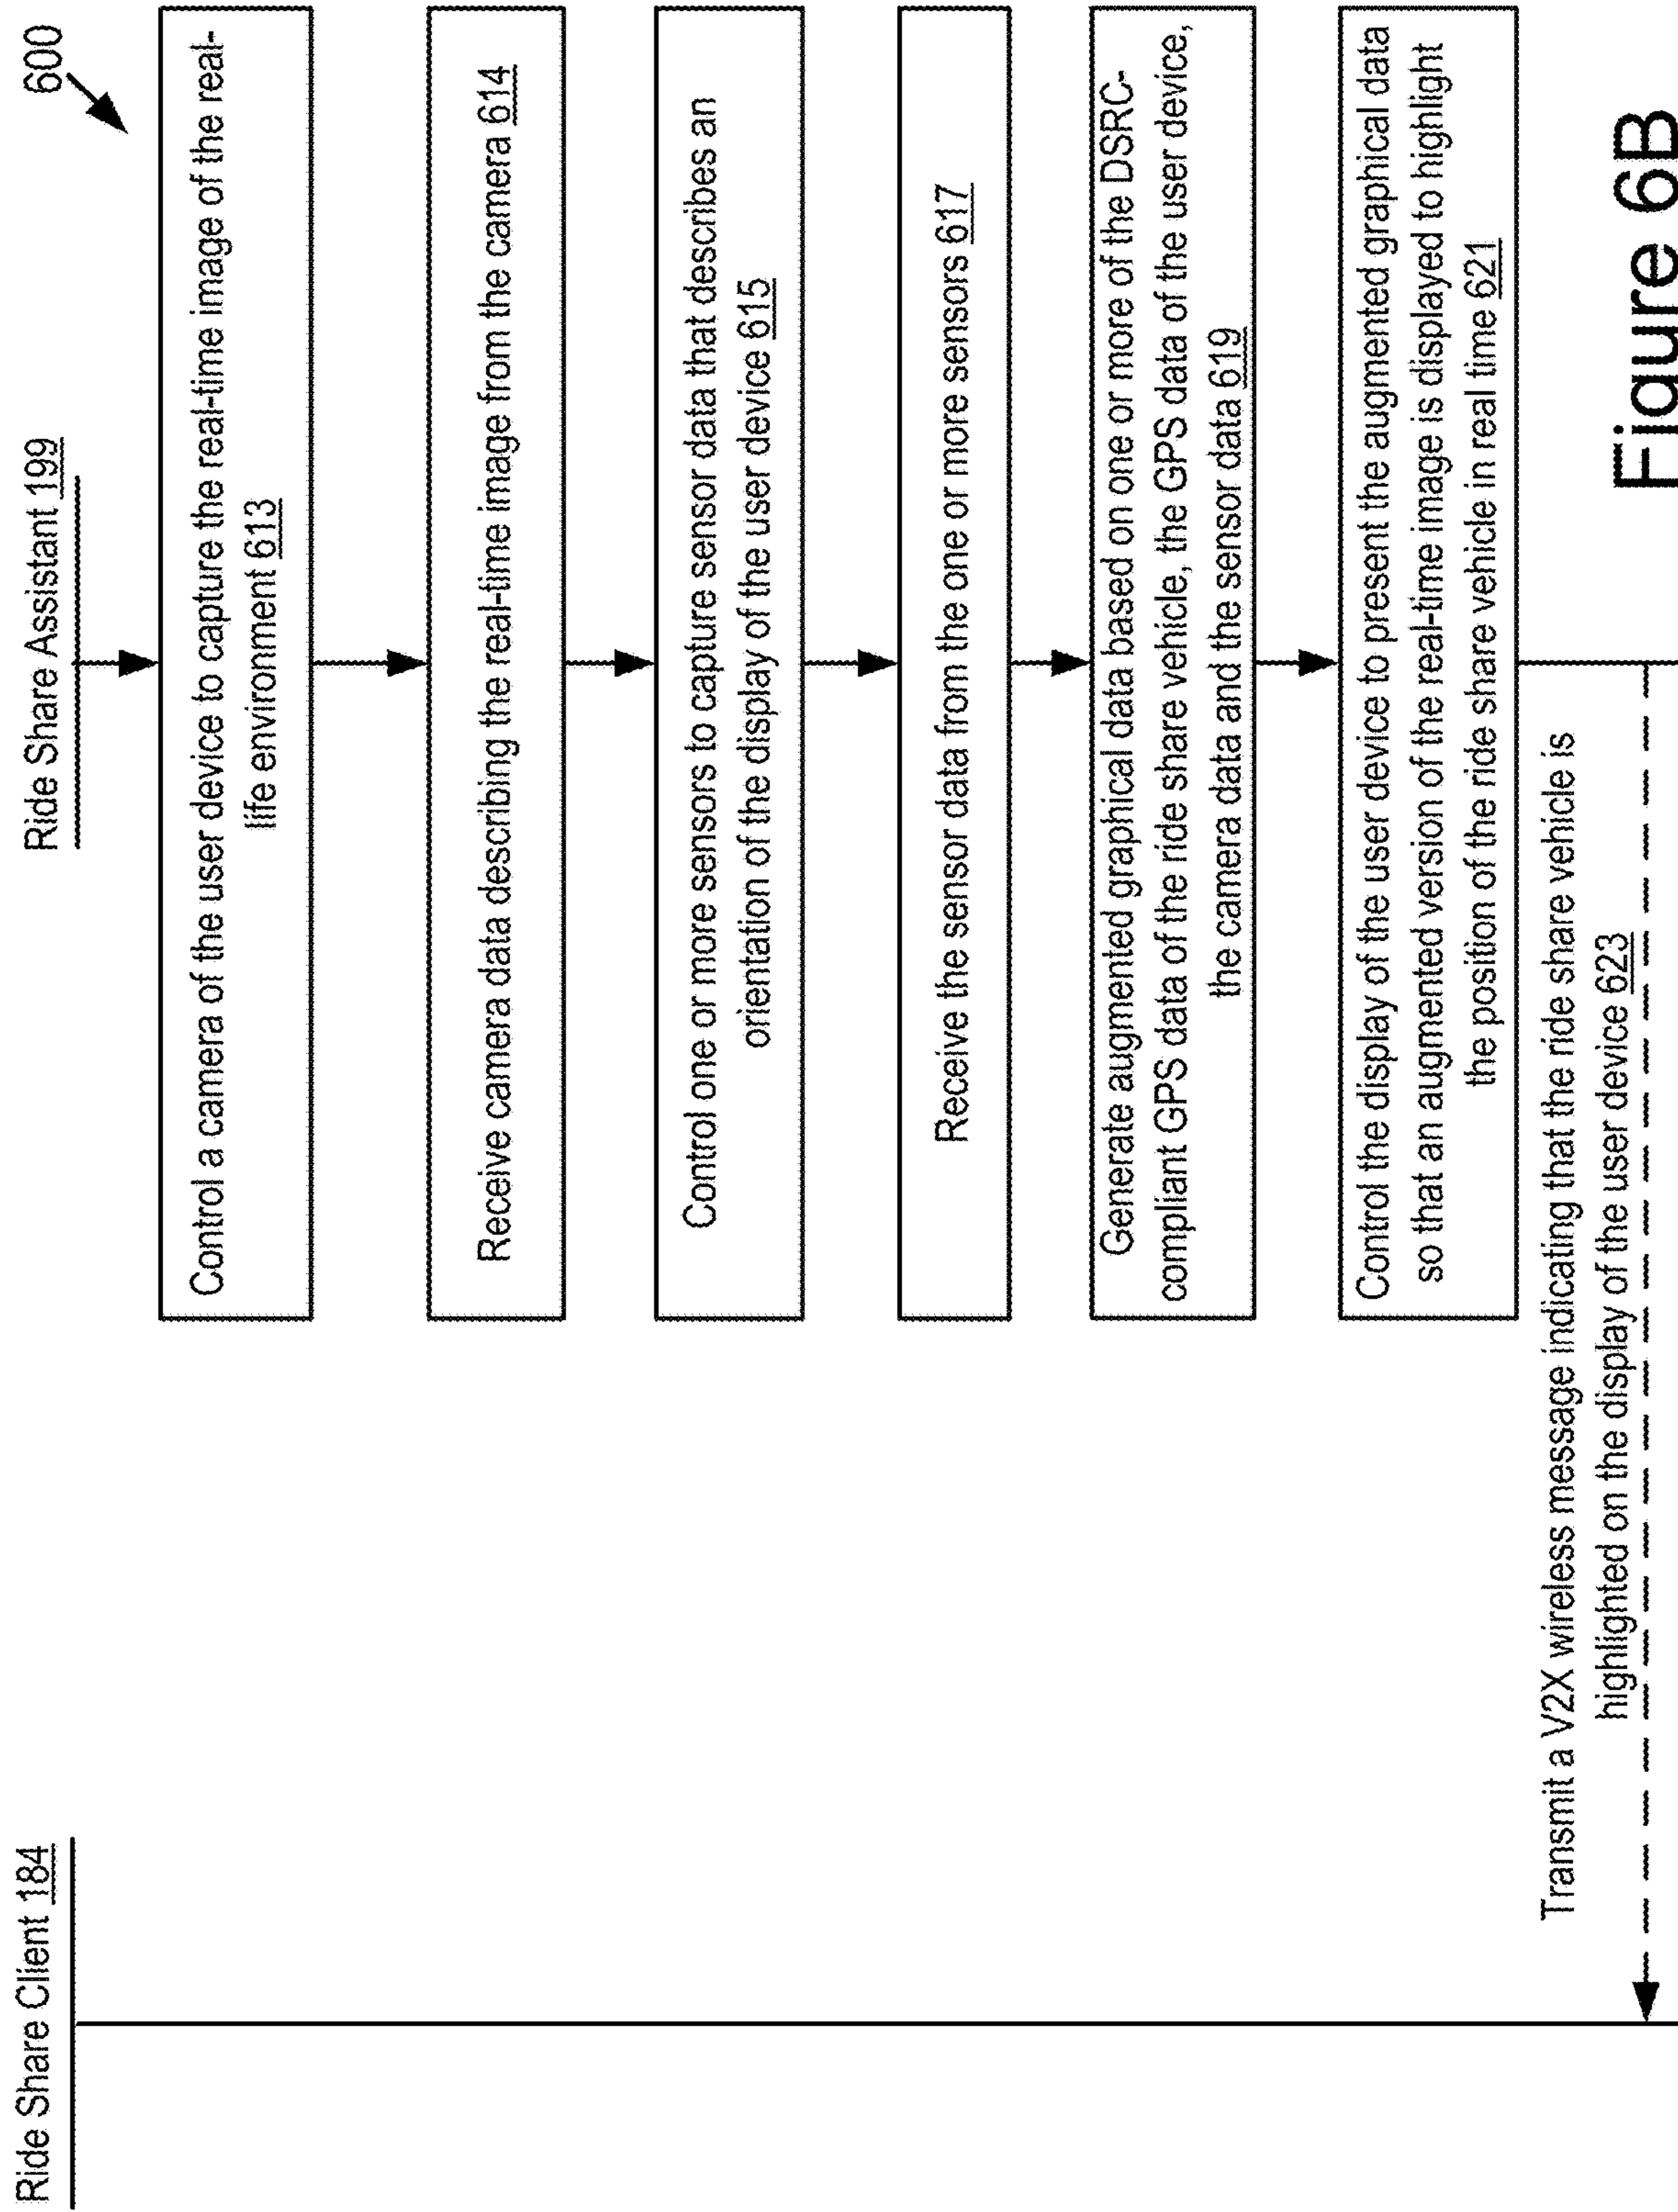 600
Ride Share Client 184
Ride Share Assistant 199
Control a camera of the user device to capture the real-time image of the real-
life environment 613
Receive camera data describing the real-time image from the camera 614
Control one or more sensors to capture sensor data that describes an
orientation of the display of the user device 615
Receive the sensor data from the one or more sensors 617
Generate augmented graphical data based on one or more of the DSRC-
compliant GPS data of the ride share vehicle, the GPS data of the user device,
the camera data and the sensor data 619
Control the display of the user device to present the augmented graphical data
so that an augmented version of the real-time image is displayed to highlight
the position of the ride share vehicle in real time 621
Transmit a V2X wireless message indicating that the ride share vehicle is
highlighted on the display of the user device 623
Figure 6B